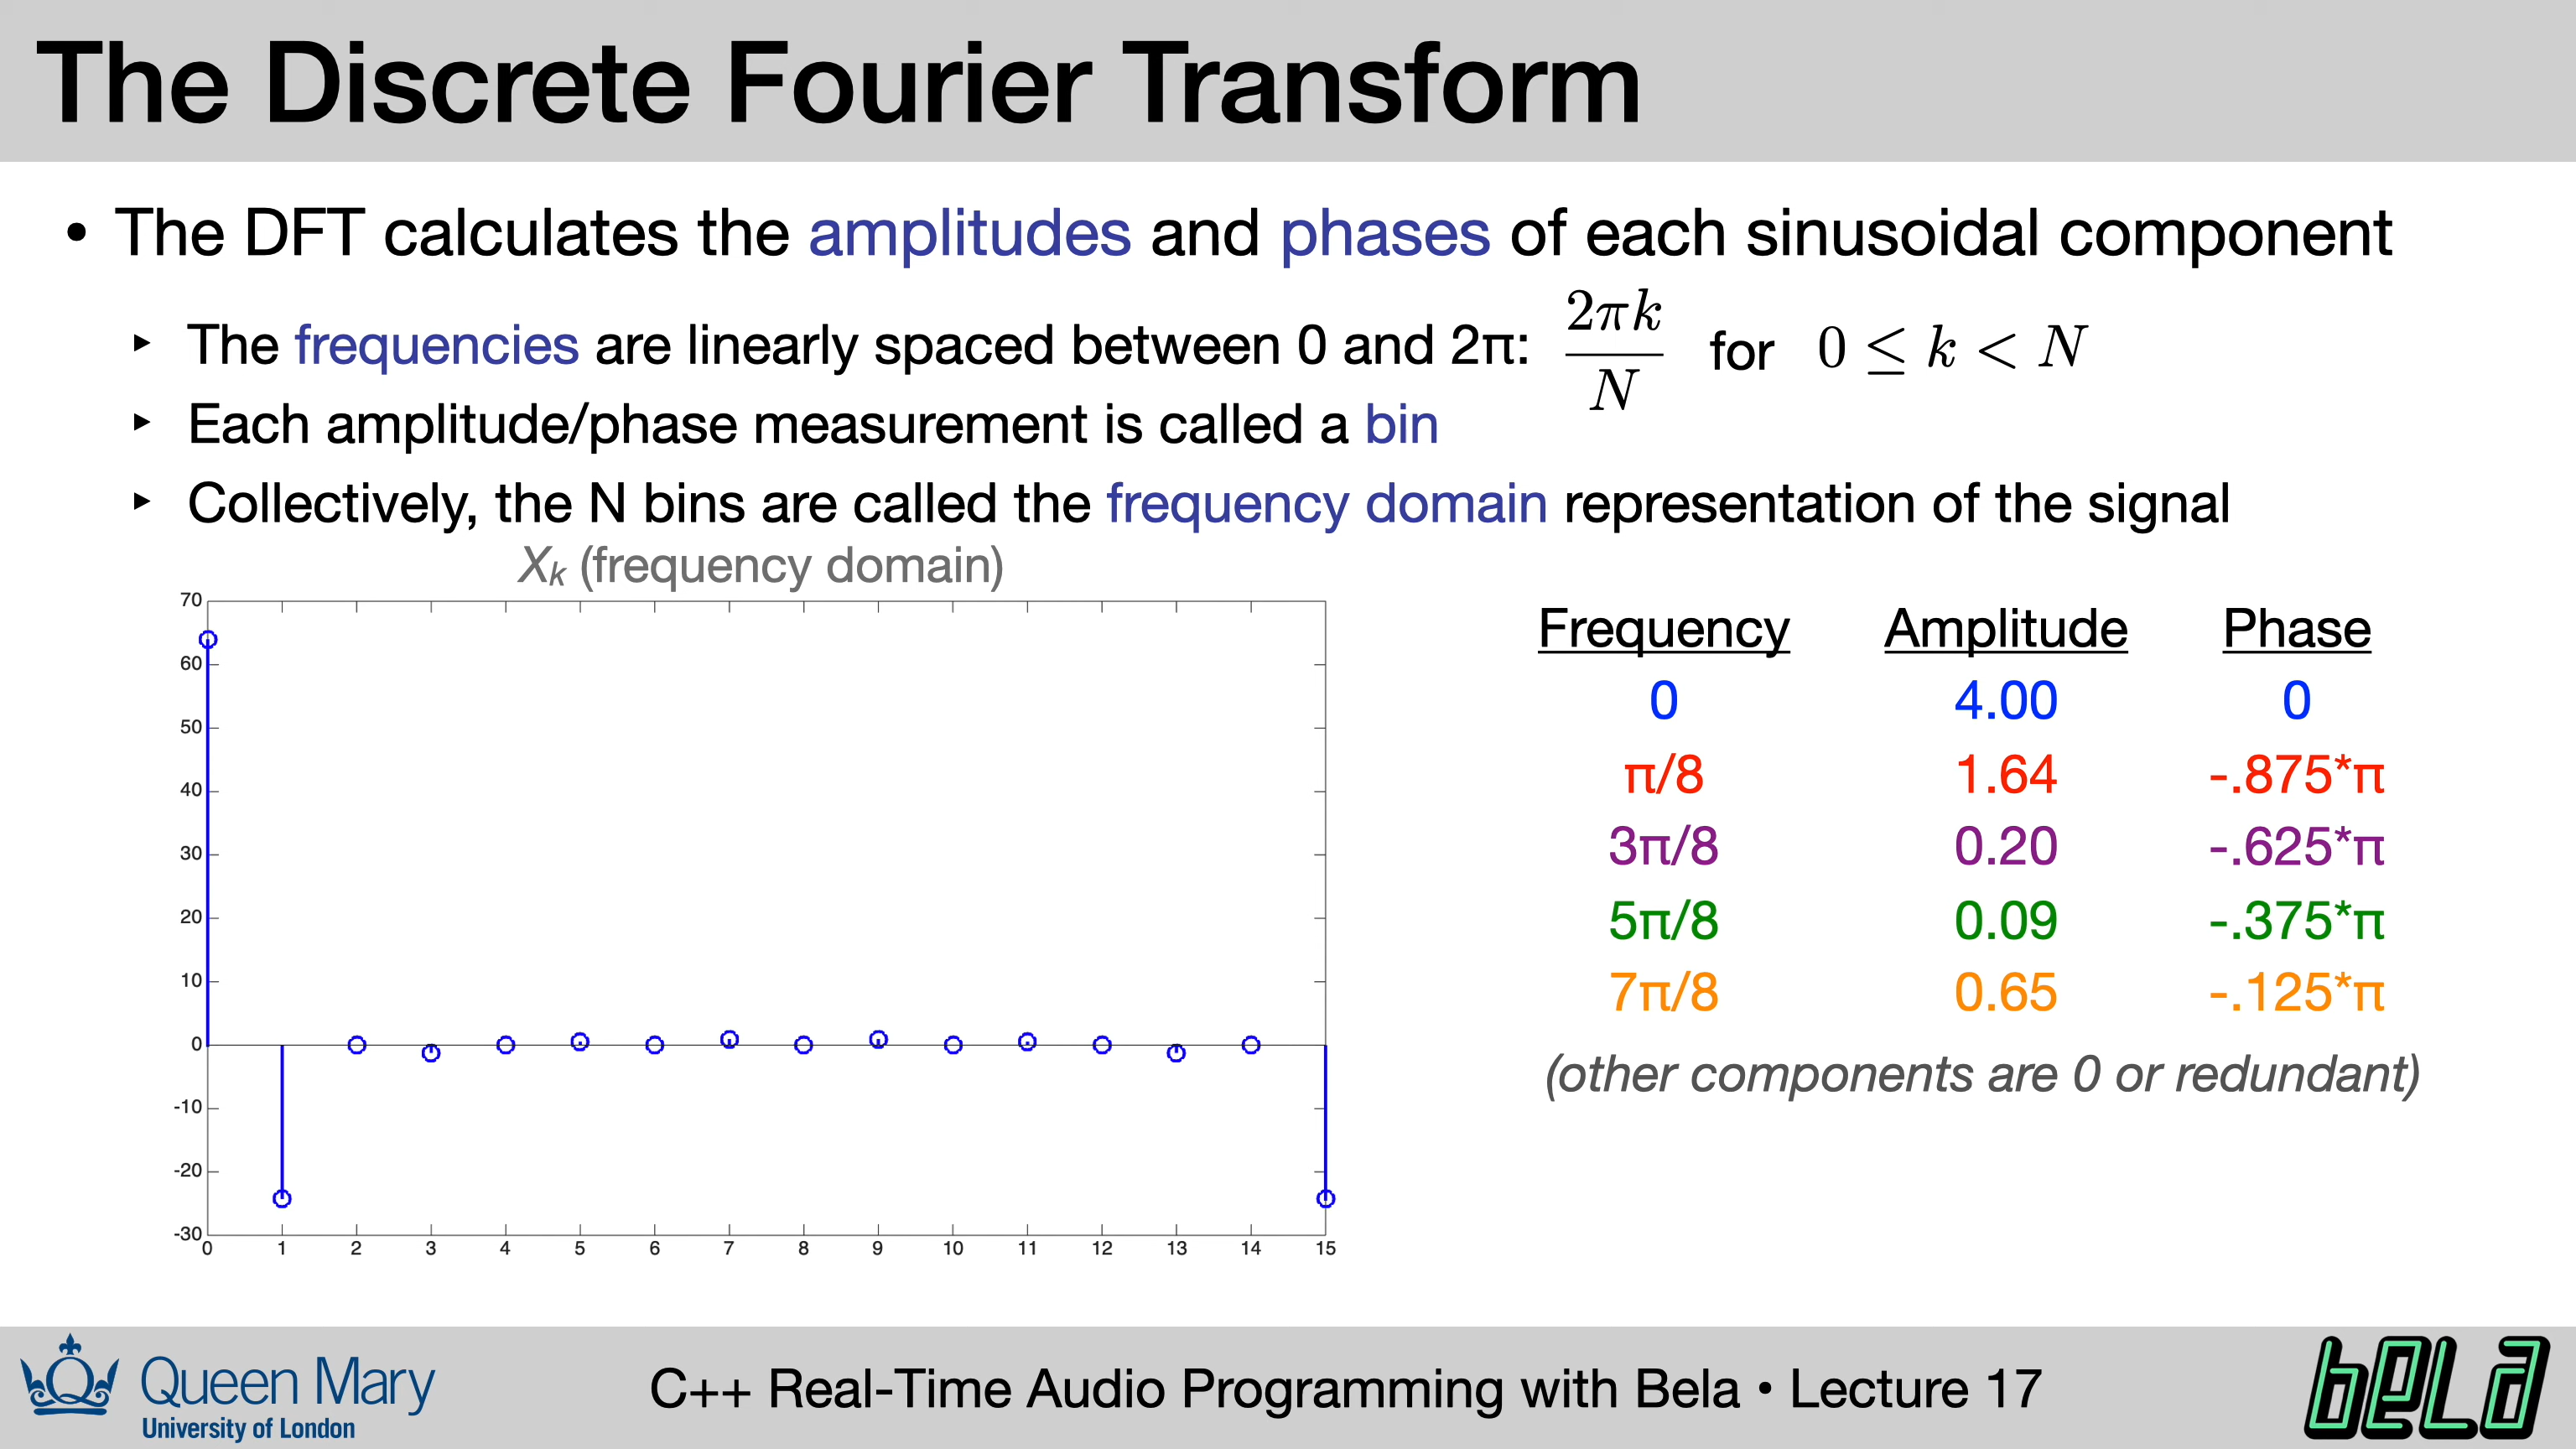 The Discrete Fourier Transform
• The DFT calculates the amplitudes and phases of each sinusoidal component
‣ The frequencies are linearly spaced between 0 and 2π: 2πk/N for 0 ≤ k < N
‣ Each amplitude/phase measurement is called a bin
‣ Collectively, the N bins are called the frequency domain representation of the signal
Xk (frequency domain)
70
60
50
40
30
20
10
0
-10
-20
-30
0 1 2 3 4 5 6 7 8 9 10 11 12 13 14 15
Frequency Amplitude Phase
0 4.00 0
π/8 1.64 -.875*π
3π/8 0.20 -.625*π
5π/8 0.09 -.375*π
7π/8 0.65 -.125*π
(other components are 0 or redundant)
Queen Mary
University of London
C++ Real-Time Audio Programming with Bela • Lecture 17
bela